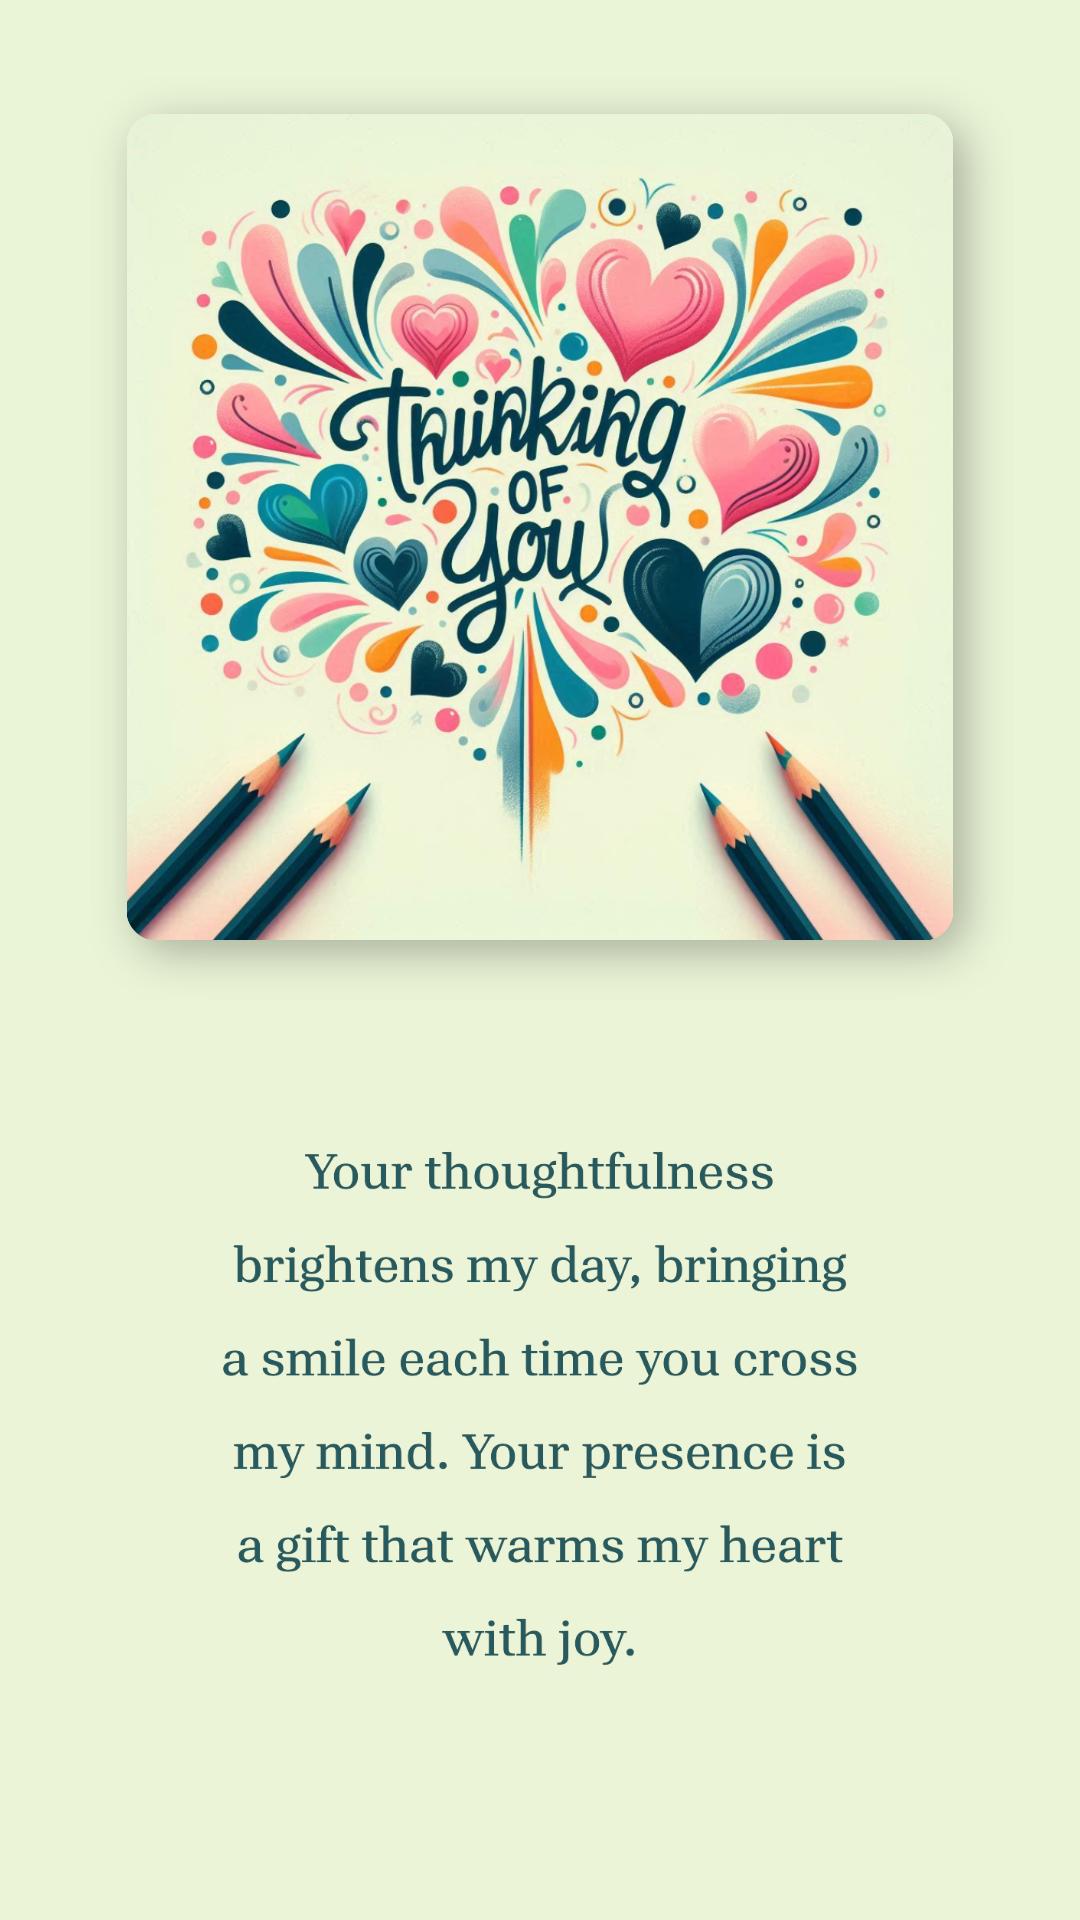 Thuinking
OF
You
Your thoughtfulness
brightens my day, bringing
a smile each time you cross
my mind. Your presence is
a gift that warms my heart
with joy.